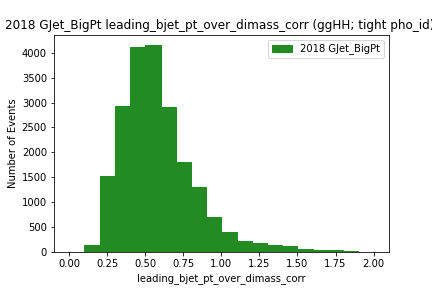 2018 GJet_BigPt leading_bjet_pt_over_dimass_corr (ggHH; tight pho_id)
2018 GJet_BigPt
Number of Events
4000
3500
3000
2500
2000
1500
1000
500
0
0.00 0.25 0.50 0.75 1.00 1.25 1.50 1.75 2.00
leading_bjet_pt_over_dimass_corr